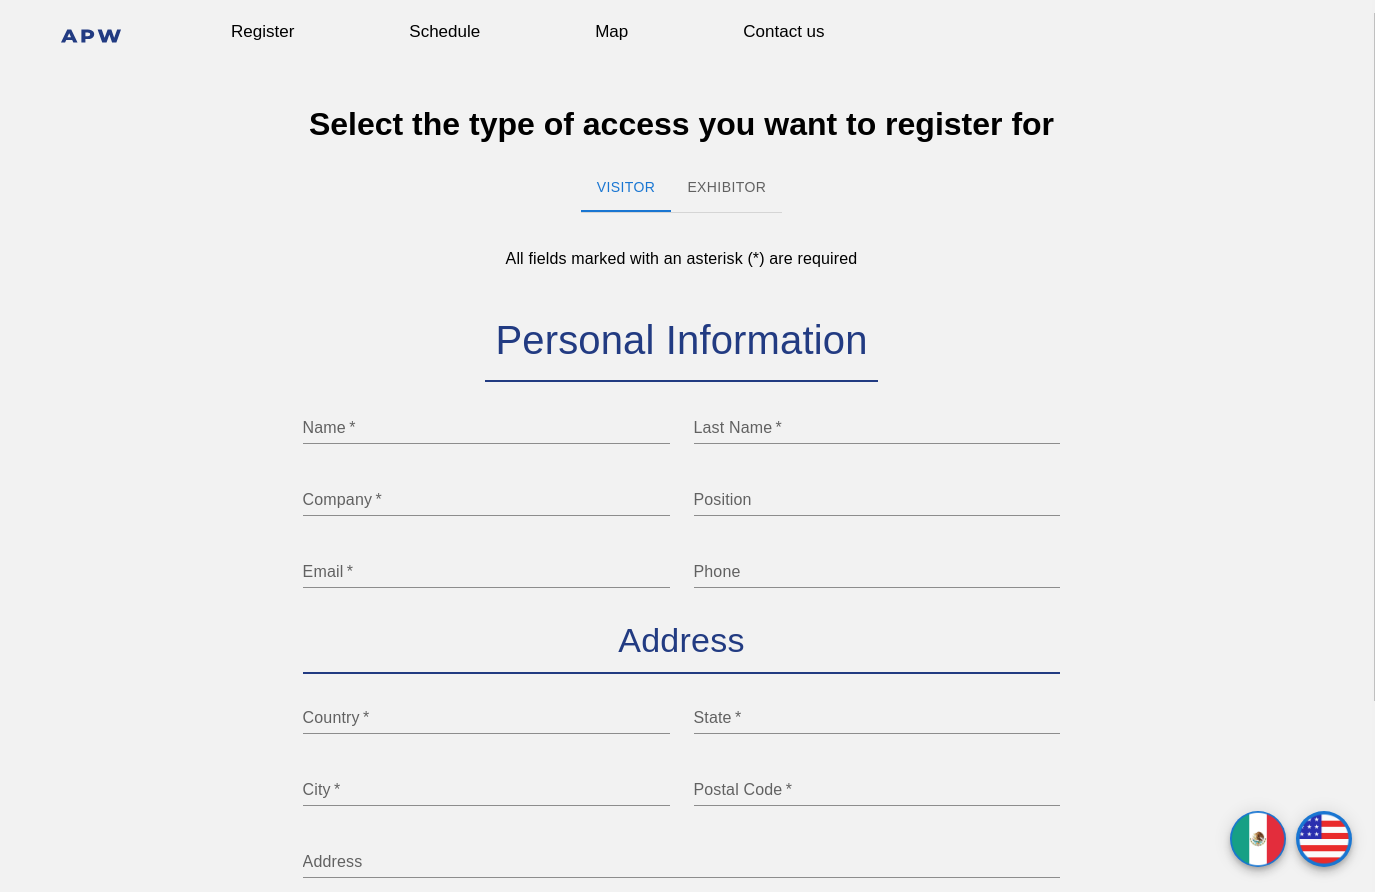 APW Register Schedule Map Contact us
Select the type of access you want to register for
VISITOR EXHIBITOR
All fields marked with an asterisk (*) are required
Personal Information
Name * Last Name *
Company * Position
Email * Phone
Address
Country * State *
City * Postal Code *
Address